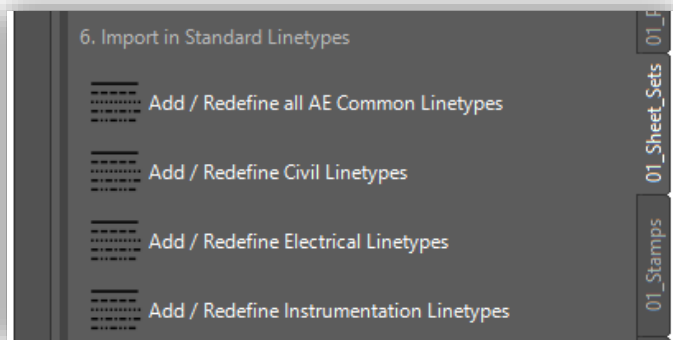 6. Import in Standard Linetypes
Add / Redefine all AE Common Linetypes
Add / Redefine Civil Linetypes
Add / Redefine Electrical Linetypes
Add / Redefine Instrumentation Linetypes
01_Sheet_Sets
01_Stamps